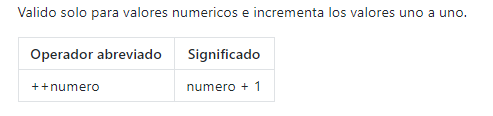 Valido solo para valores numericos e incrementa los valores uno a uno.
Operador abreviado Significado
++numero numero + 1